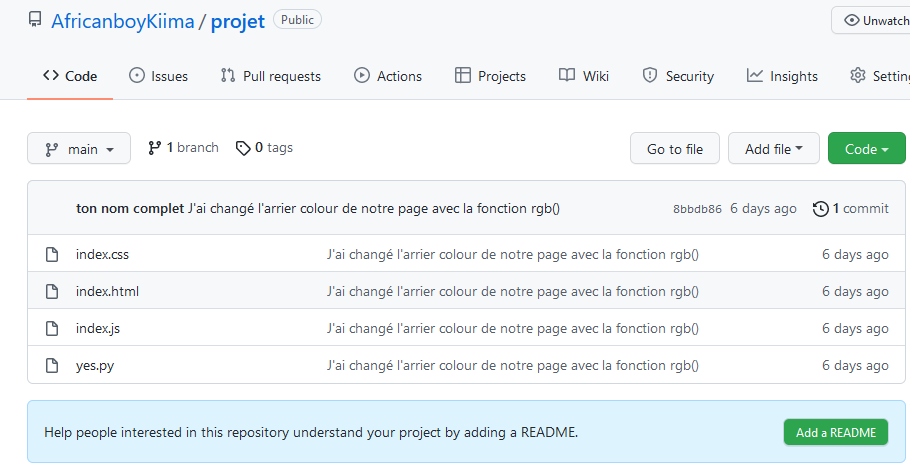 AfricanboyKiima / projet Public Unwatch
Code Issues Pull requests Actions Projects Wiki Security Insights Setting
main 1 branch 0 tags Go to file Add file Code
ton nom complet J'ai changé l'arrier colour de notre page avec la fonction rgb() 8bbdb86 6 days ago 1 commit
index.css J'ai changé l'arrier colour de notre page avec la fonction rgb() 6 days ago
index.html J'ai changé l'arrier colour de notre page avec la fonction rgb() 6 days ago
index.js J'ai changé l'arrier colour de notre page avec la fonction rgb() 6 days ago
yes.py J'ai changé l'arrier colour de notre page avec la fonction rgb() 6 days ago
Help people interested in this repository understand your project by adding a README. Add a README